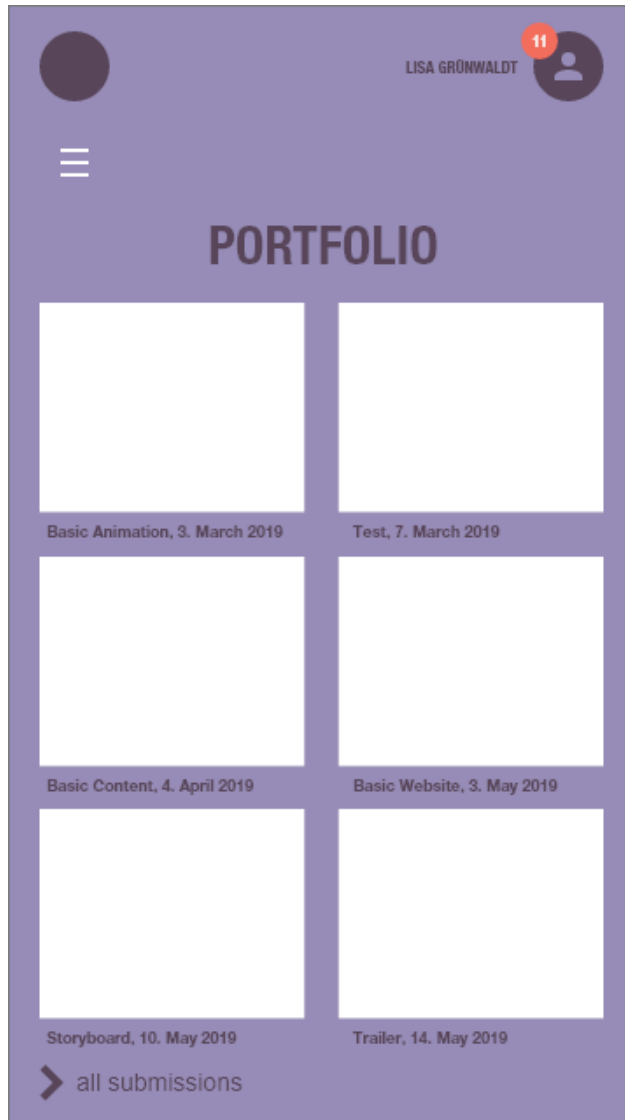 11
LISA GRÜNWALDT
PORTFOLIO
Basic Animation, 3. March 2019
Test, 7. March 2019
Basic Content, 4. April 2019
Basic Website, 3. May 2019
Storyboard, 10. May 2019
Trailer, 14. May 2019
all submissions